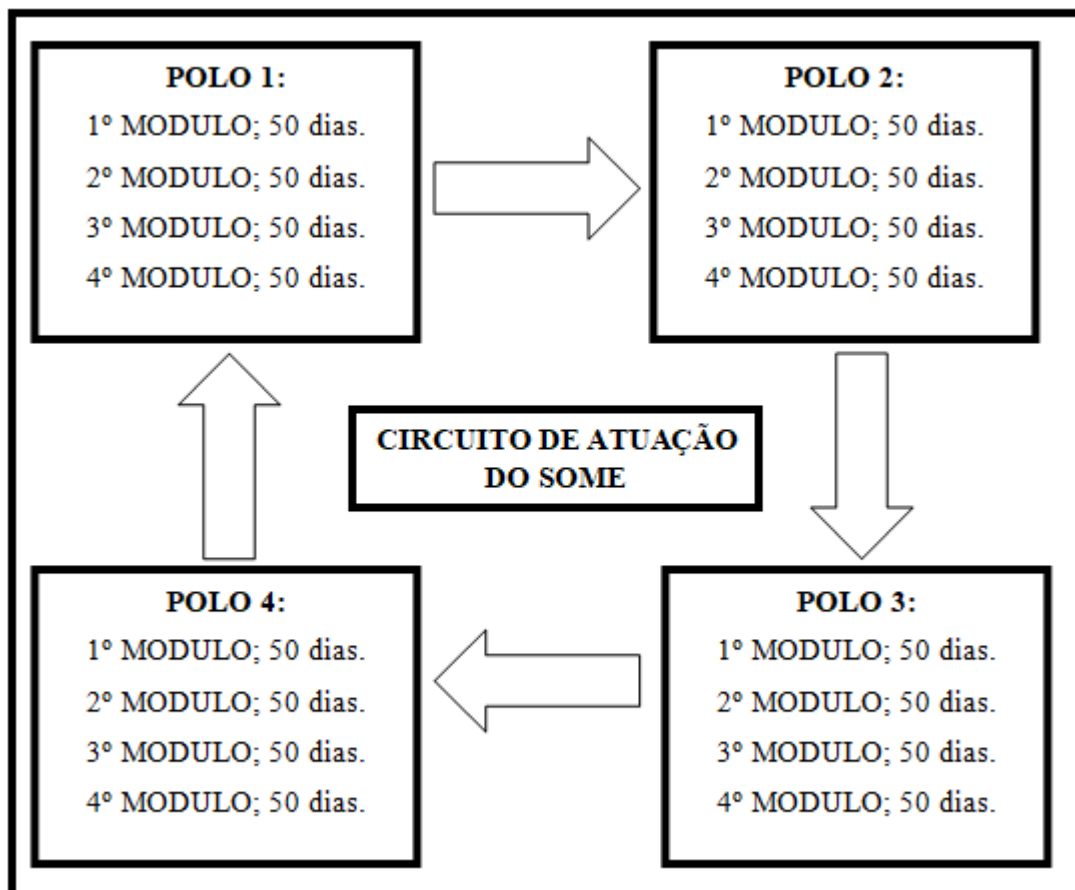 POLO 1:
1º MODULO; 50 dias.
2º MODULO; 50 dias.
3º MODULO; 50 dias.
4º MODULO; 50 dias.
POLO 2:
1º MODULO; 50 dias.
2º MODULO; 50 dias.
3º MODULO; 50 dias.
4º MODULO; 50 dias.
CIRCUITO DE ATUAÇÃO
DO SOME
POLO 4:
1º MODULO; 50 dias.
2º MODULO; 50 dias.
3º MODULO; 50 dias.
4º MODULO; 50 dias.
POLO 3:
1º MODULO; 50 dias.
2º MODULO; 50 dias.
3º MODULO; 50 dias.
4º MODULO; 50 dias.